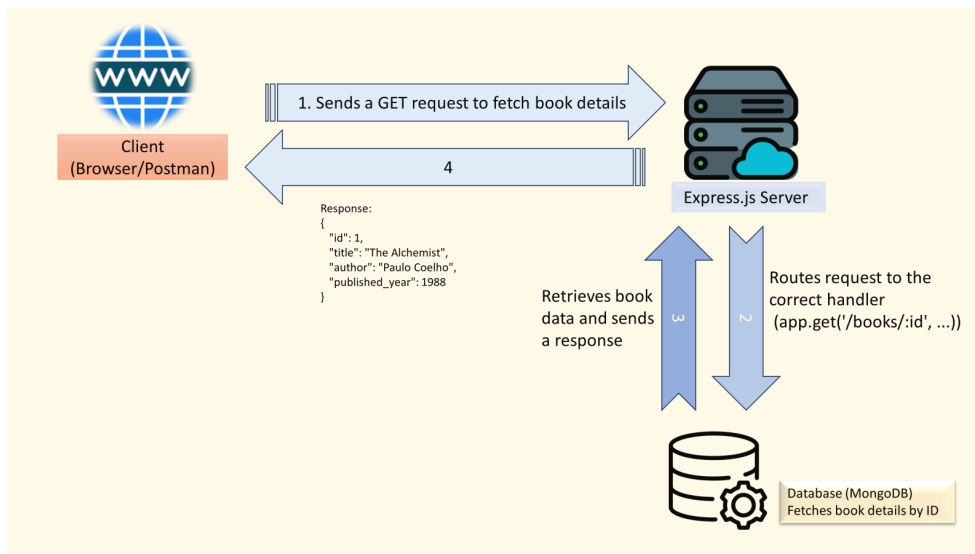 WWW
Client
(Browser/Postman)
1. Sends a GET request to fetch book details
4
Express.js Server
Response:
{
"id": 1,
"title": "The Alchemist",
"author": "Paulo Coelho",
"published_year": 1988
}
Retrieves book
data and sends
a response
3
2
Routes request to the
correct handler
(app.get('/books/:id', ...))
Database (MongoDB)
Fetches book details by ID